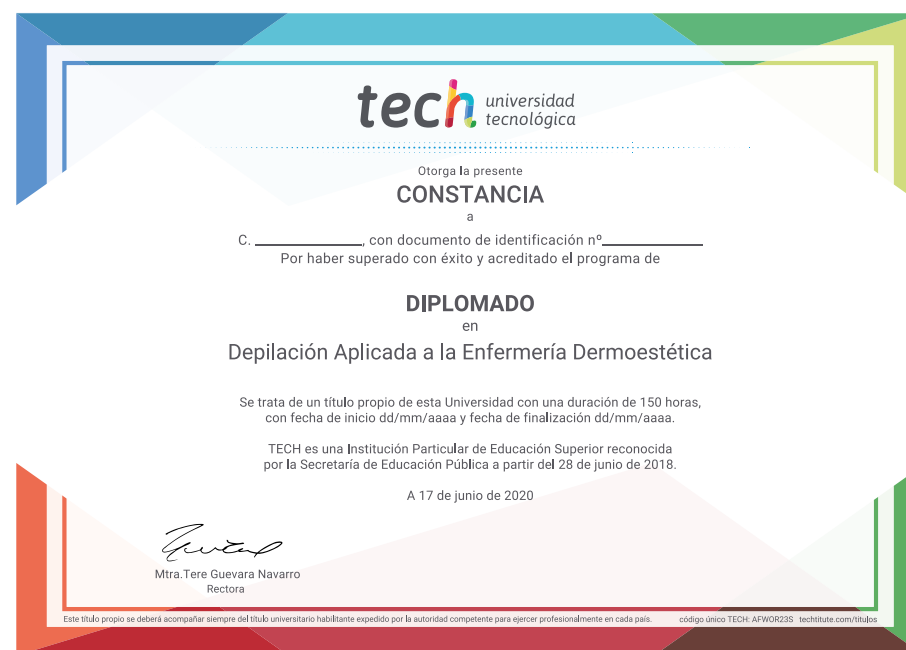 tech universidad
tecnológica
Otorga la presente
CONSTANCIA
a
C. ____________, con documento de identificación nº____________
Por haber superado con éxito y acreditado el programa de
DIPLOMADO
en
Depilación Aplicada a la Enfermería Dermoestética
Se trata de un título propio de esta Universidad con una duración de 150 horas,
con fecha de inicio dd/mm/aaaa y fecha de finalización dd/mm/aaaa.
TECH es una Institución Particular de Educación Superior reconocida
por la Secretaría de Educación Pública a partir del 28 de junio de 2018.
A 17 de junio de 2020
Mtra.Tere Guevara Navarro
Rectora
Este título propio se deberá acompañar siempre del título universitario habilitante expedido por la autoridad competente para ejercer profesionalmente en cada país. código único TECH: AFWOR23S techtitute.com/titulos